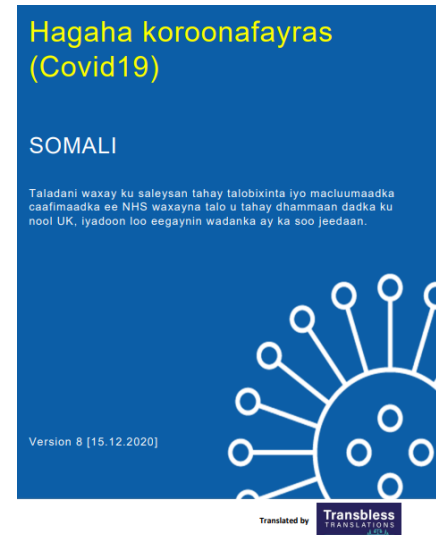 Hagaha koroonafayras
(Covid19)
SOMALI
Taladani waxay ku saleysan tahay talobixinta iyo macluumaadka
caafimaadka ee NHS waxayna talo u tahay dhammaan dadka ku
nool UK, iyadoon loo eegaynin wadanka ay ka soo jeedaan.
Version 8 [15.12.2020]
Translated by
Transbless
TRANSLATIONS